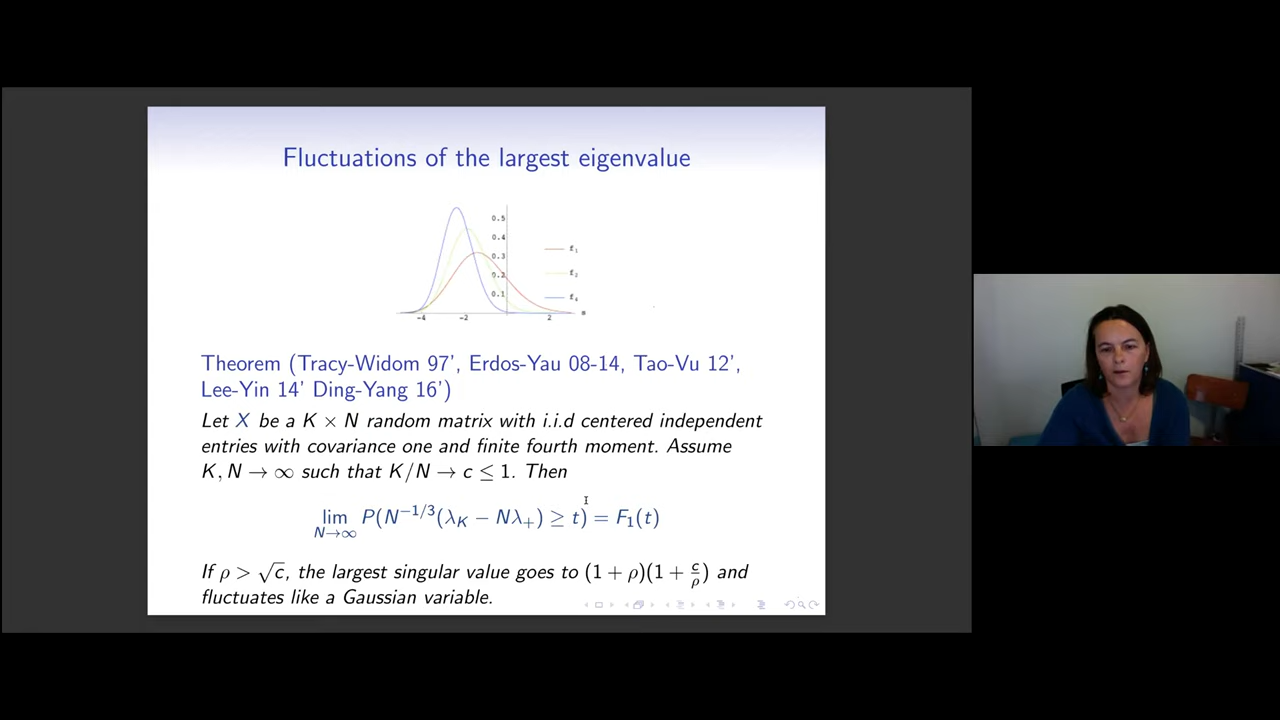 Fluctuations of the largest eigenvalue
0.5
0.4
0.3
0.2
0.1
f₁
f₂
f₄
-4 -2 2 s
Theorem (Tracy-Widom 97', Erdos-Yau 08-14, Tao-Vu 12',
Lee-Yin 14' Ding-Yang 16')
Let X be a K × N random matrix with i.i.d centered independent
entries with covariance one and finite fourth moment. Assume
K, N → ∞ such that K/N → c ≤ 1. Then
lim_{N→∞} P(N^{-1/3}(λ_K − Nλ_+) ≥ t) = F₁(t)
If ρ > √c, the largest singular value goes to (1 + ρ)(1 + c/ρ) and
fluctuates like a Gaussian variable.